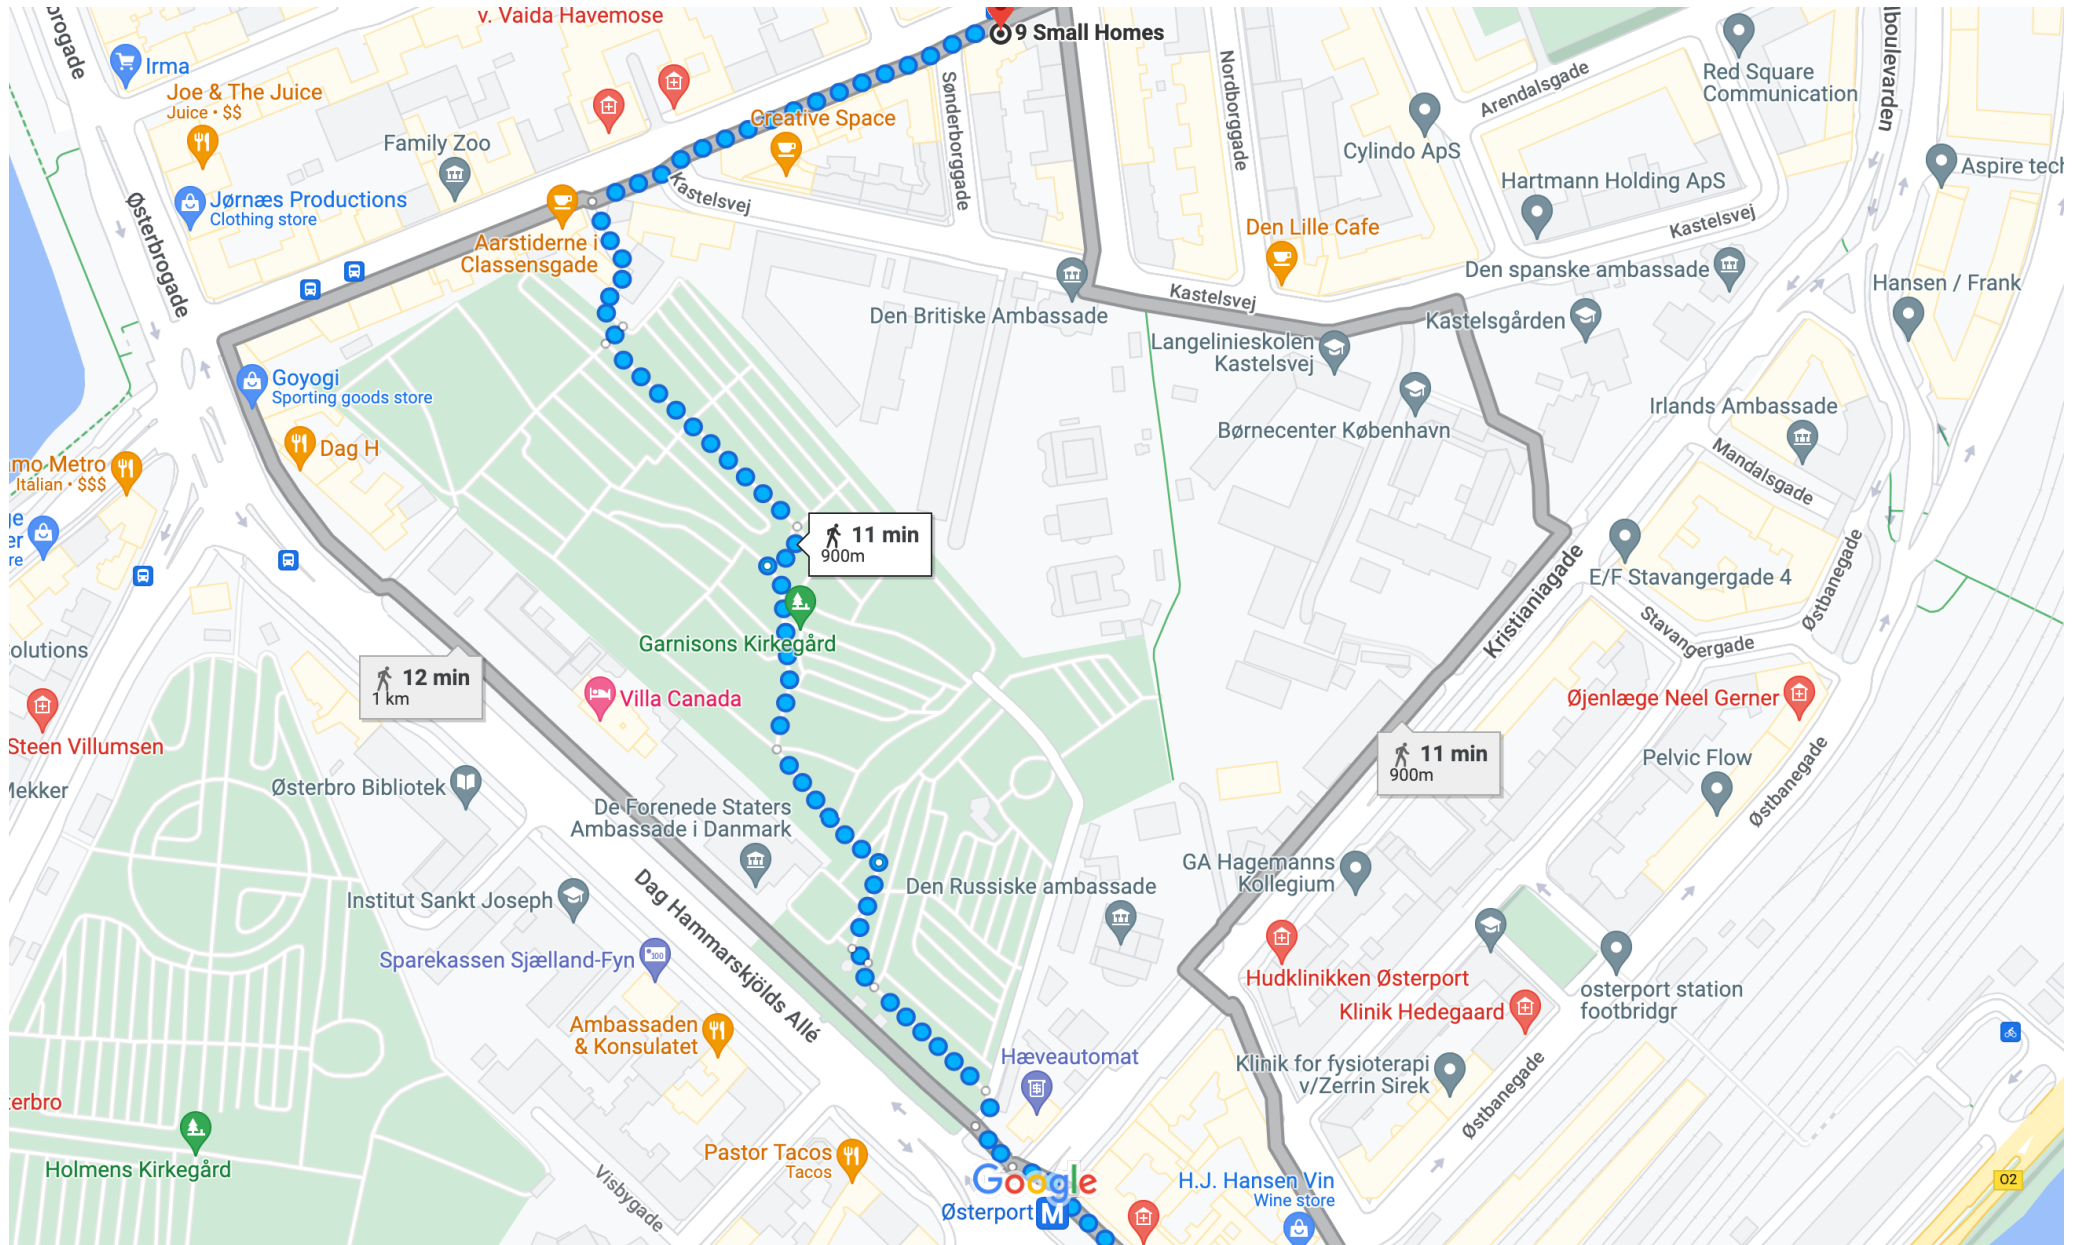 v. Vaida Havemose
9 Small Homes
Irma
Joe & The Juice
Juice • $$
Family Zoo
Creative Space
Sønderborggade
Nordborggade
Arendalsgade
Red Square
Communication
Cylindo ApS
Hartmann Holding ApS
Aspire tech
Jørnæs Productions
Clothing store
Østerbrogade
Kastelsvej
Kastelsvej
Aarstiderne i
Classensgade
Den Lille Cafe
Den spanske ambassade
Hansen / Frank
Den Britiske Ambassade
Kastelsvej
Kastelsgården
Langelinieskolen
Kastelsvej
Goyogi
Sporting goods store
Irlands Ambassade
Børnecenter København
Dag H
Mandalsgade
mo Metro
Italian • $$$
11 min
900m
E/F Stavangergade 4
Østbanegade
Kristianiagade
Stavangergade
Garnisons Kirkegård
olutions
12 min
1 km
Villa Canada
Øjenlæge Neel Gerner
Steen Villumsen
11 min
900m
Pelvic Flow
Østbanegade
Mekker
Østerbro Bibliotek
De Forenede Staters
Ambassade i Danmark
GA Hagemanns
Kollegium
Den Russiske ambassade
Institut Sankt Joseph
Dag Hammarskjölds Allé
Sparekassen Sjælland-Fyn
Hudklinikken Østerport
osterport station
footbridgr
Klinik Hedegaard
Ambassaden
& Konsulatet
Hæveautomat
Klinik for fysioterapi
v/Zerrin Sirek
Østbanegade
terbro
Pastor Tacos
Tacos
Holmens Kirkegård
Visbygade
Google
H.J. Hansen Vin
Wine store
Østerport M
O2